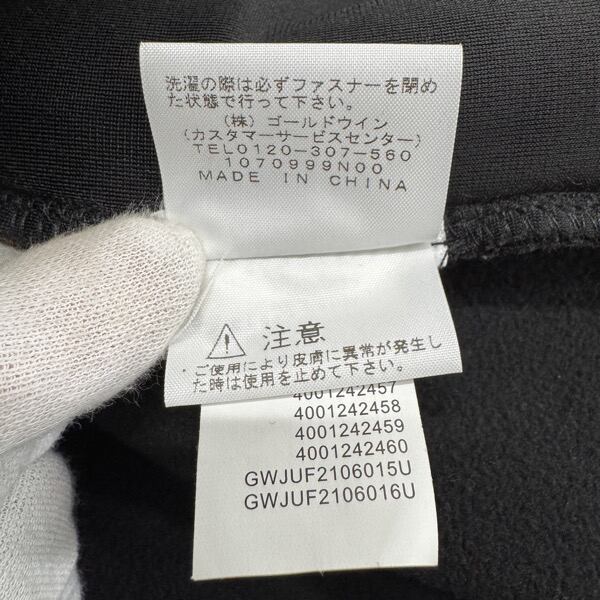 洗濯の際は必ずファスナーを閉め
た状態で行って下さい。
(株) ゴールドウイン
(カスタマーサービスセンター)
TEL0120-307-560
1070999N00
MADE IN CHINA
注意
・ご使用により皮膚に異常が発生し
た時は使用を止めて下さい。
4001242457
4001242458
4001242459
4001242460
GWJUF2106015U
GWJUF2106016U